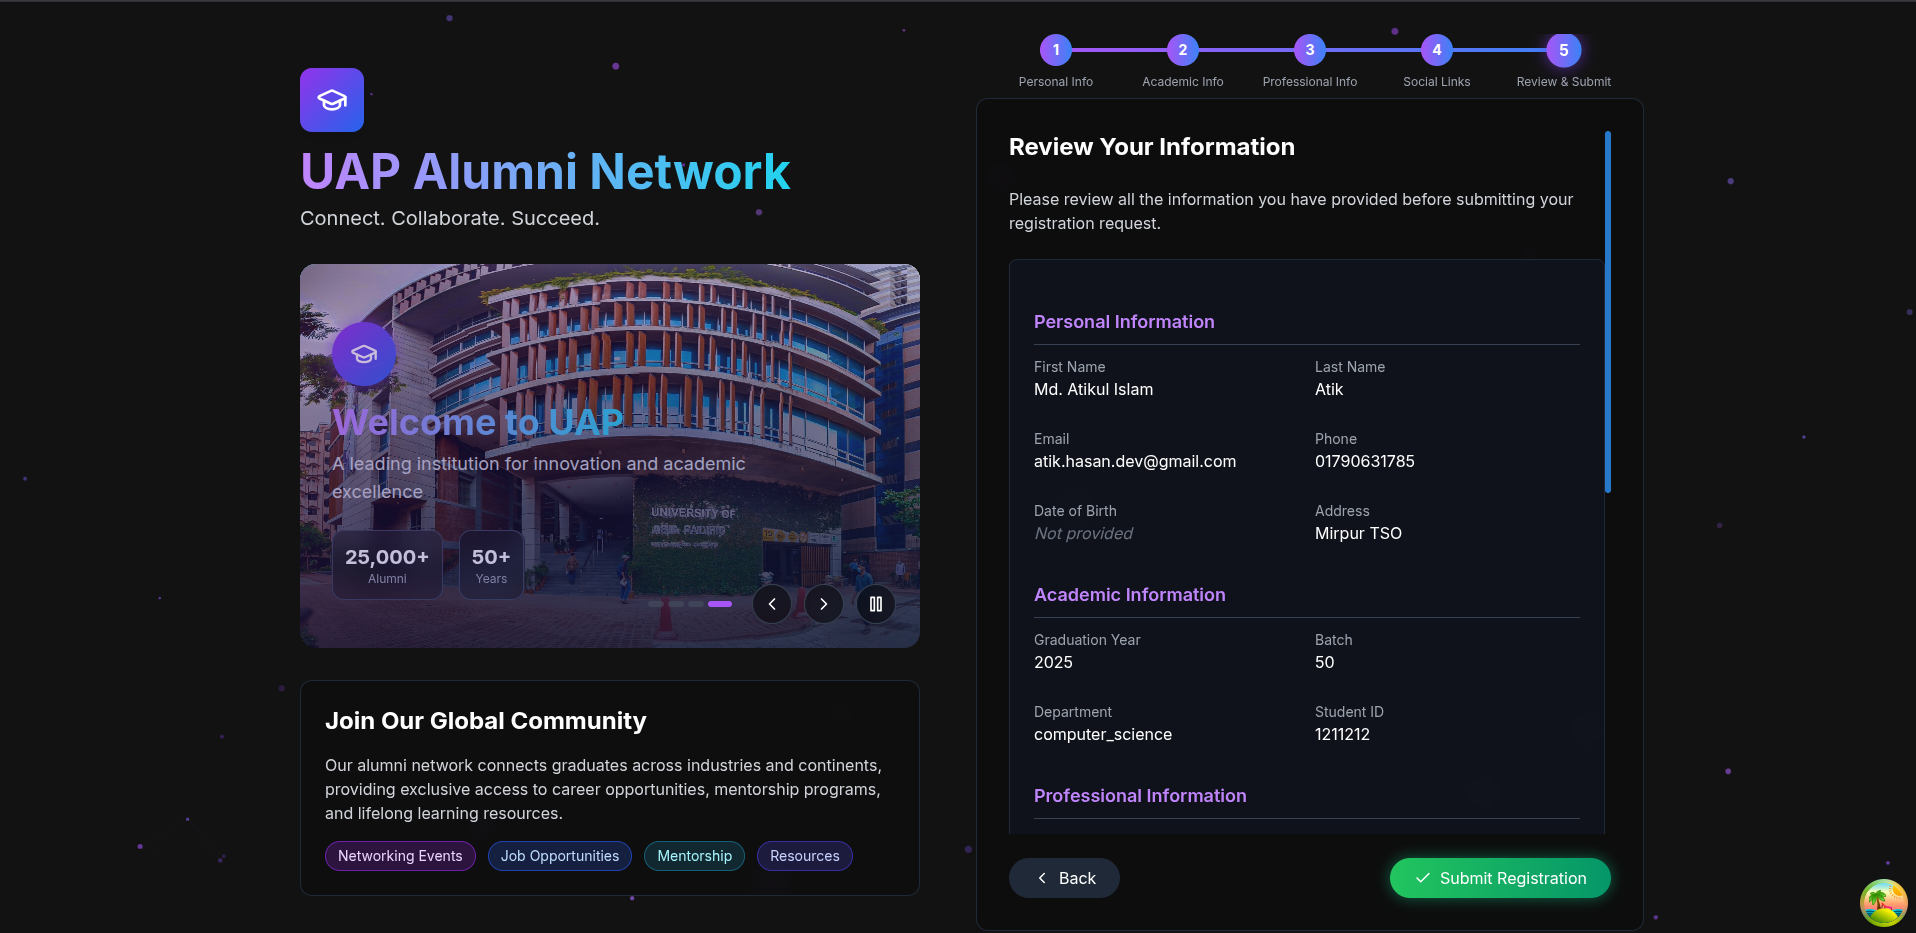 UAP Alumni Network
Connect. Collaborate. Succeed.
Welcome to UAP
A leading institution for innovation and academic
excellence
UNIVERSITY OF
25,000+
Alumni
50+
Years
Join Our Global Community
Our alumni network connects graduates across industries and continents,
providing exclusive access to career opportunities, mentorship programs,
and lifelong learning resources.
Networking Events
Job Opportunities
Mentorship
Resources
1
2
3
4
5
Personal Info
Academic Info
Professional Info
Social Links
Review & Submit
Review Your Information
Please review all the information you have provided before submitting your
registration request.
Personal Information
First Name
Md. Atikul Islam
Last Name
Atik
Email
atik.hasan.dev@gmail.com
Phone
01790631785
Date of Birth
Not provided
Address
Mirpur TSO
Academic Information
Graduation Year
2025
Batch
50
Department
computer_science
Student ID
1211212
Professional Information
Back
Submit Registration